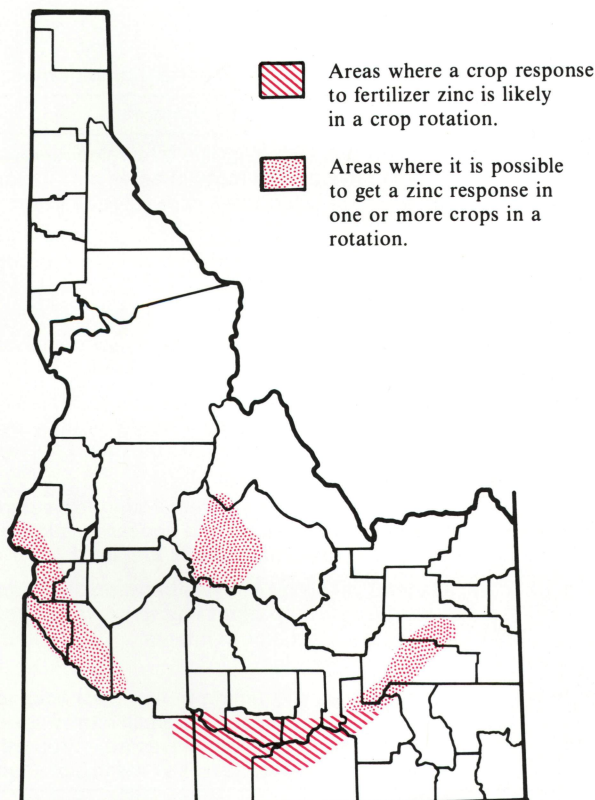 Areas where a crop response
to fertilizer zinc is likely
in a crop rotation.
Areas where it is possible
to get a zinc response in
one or more crops in a
rotation.